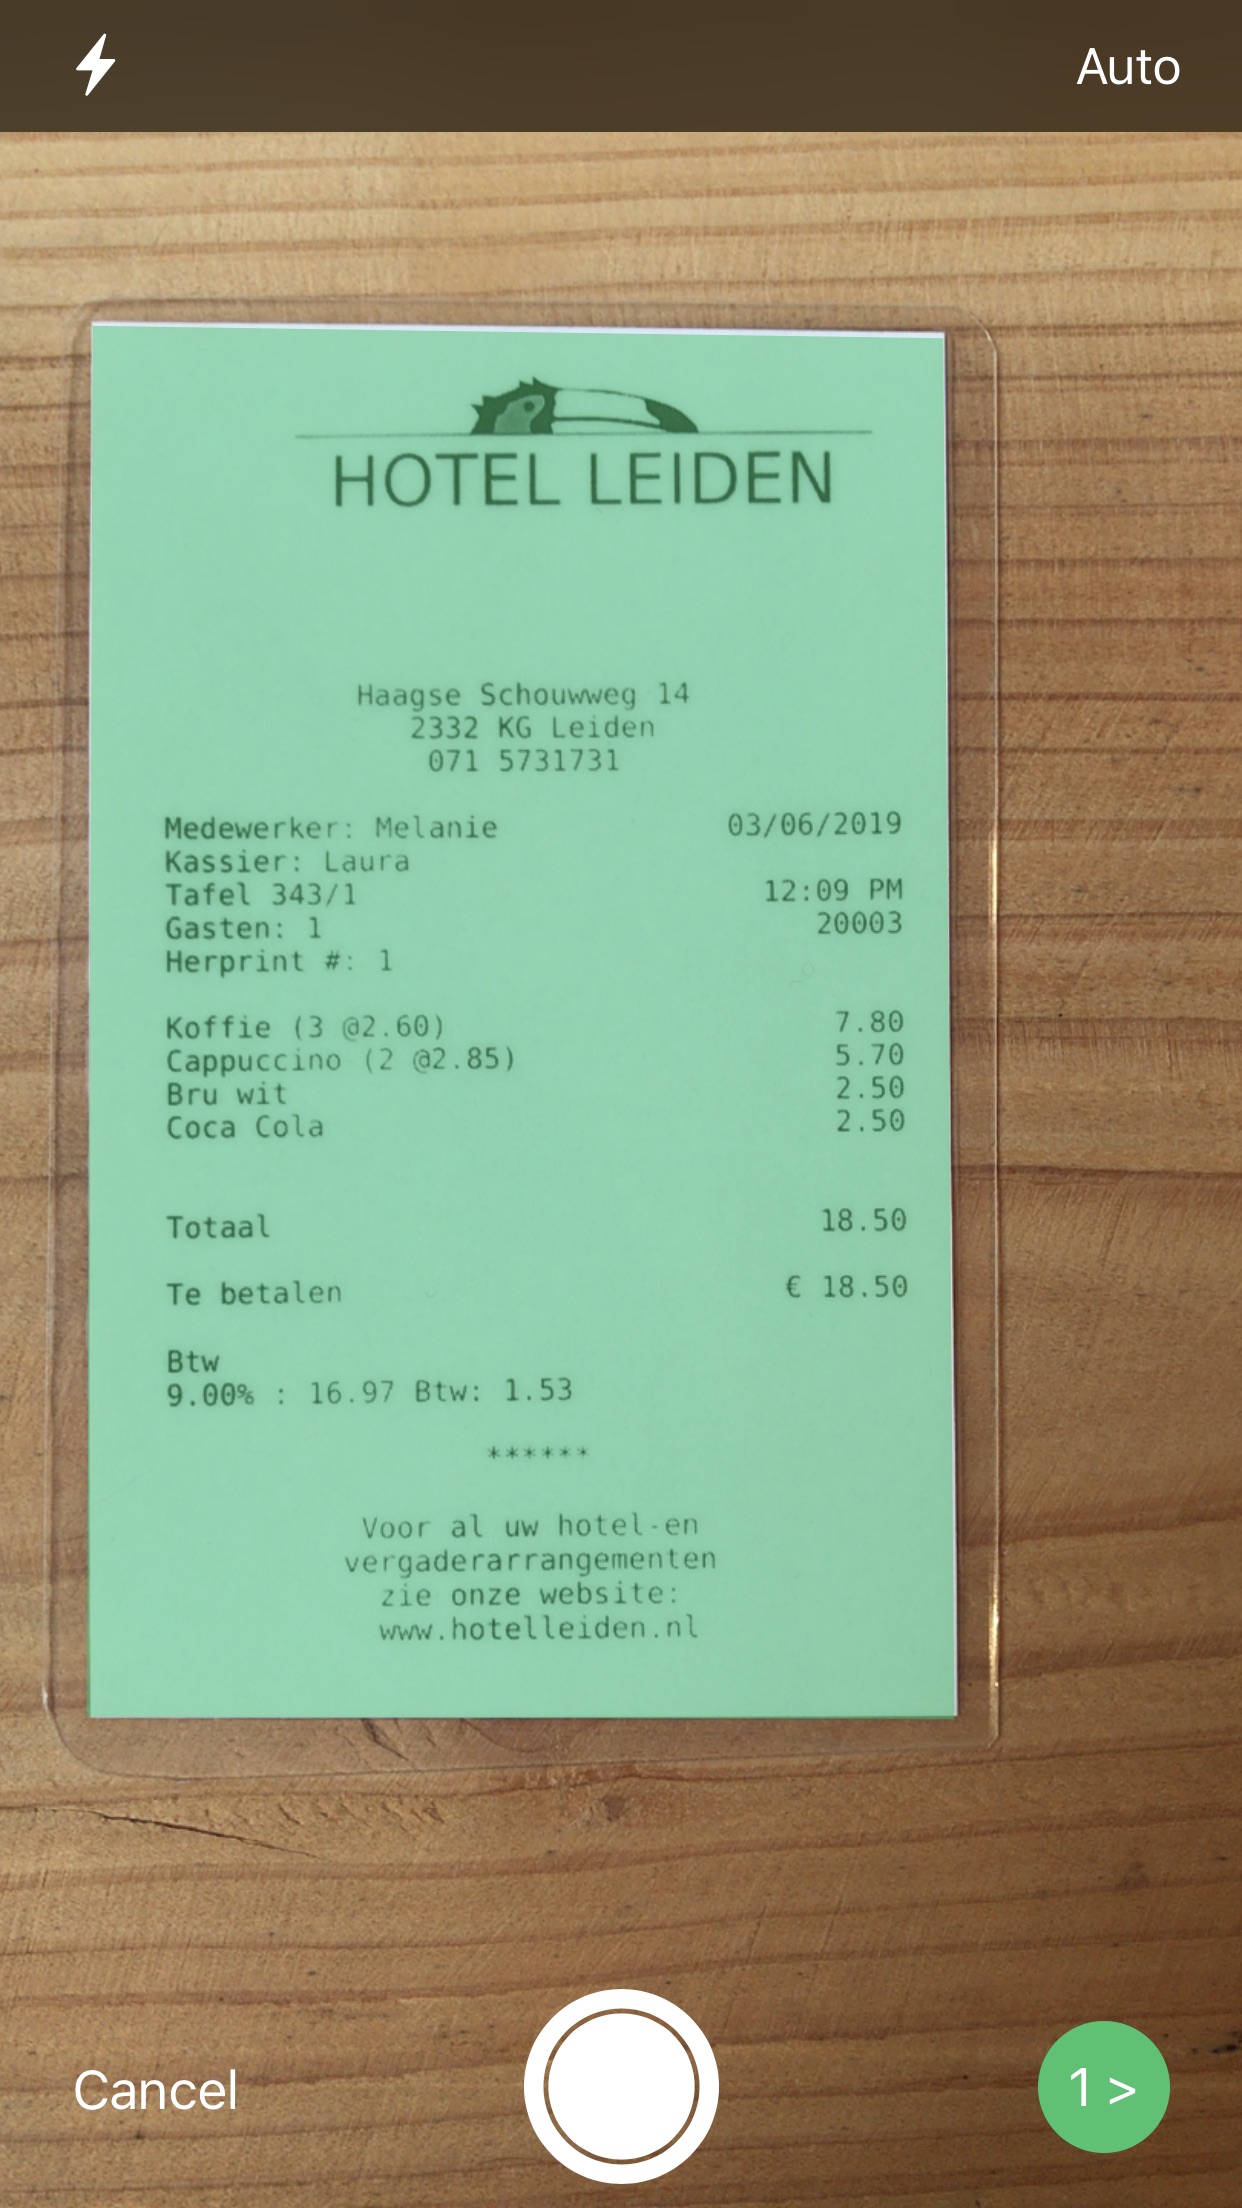 Auto
HOTEL LEIDEN
Haagse Schouwweg 14
2332 KG Leiden
071 5731731
Medewerker: Melanie 03/06/2019
Kassier: Laura
Tafel 343/1 12:09 PM
Gasten: 1 20003
Herprint #: 1
Koffie (3 @2.60) 7.80
Cappuccino (2 @2.85) 5.70
Bru wit 2.50
Coca Cola 2.50
Totaal 18.50
Te betalen € 18.50
Btw
9.00% : 16.97 Btw: 1.53
******
Voor al uw hotel-en
vergaderarrangementen
zie onze website:
www.hotelleiden.nl
Cancel 1 >